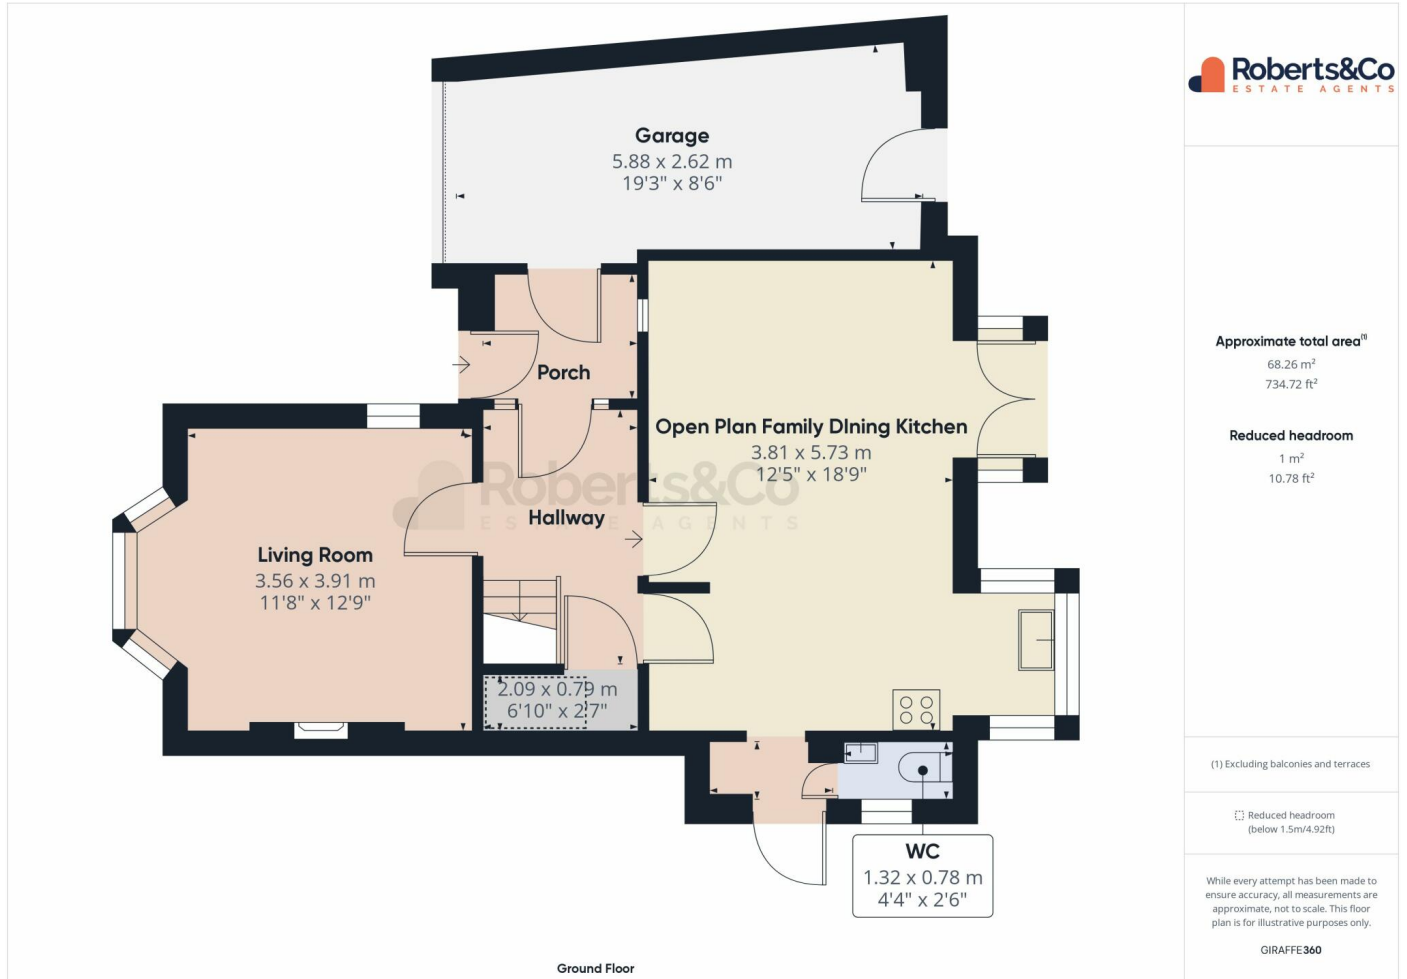 Garage
5.88 x 2.62 m
19'3" x 8'6"
Porch
Open Plan Family DIning Kitchen
3.81 x 5.73 m
12'5" x 18'9"
Roberts&Co
ESTATE AGENTS
Hallway
Living Room
3.56 x 3.91 m
11'8" x 12'9"
2.09 x 0.79 m
6'10" x 2'7"
WC
1.32 x 0.78 m
4'4" x 2'6"
Ground Floor
Roberts&Co
ESTATE AGENTS
Approximate total area(1)
68.26 m²
734.72 ft²
Reduced headroom
1 m²
10.78 ft²
(1) Excluding balconies and terraces
Reduced headroom
(below 1.5m/4.92ft)
While every attempt has been made to
ensure accuracy, all measurements are
approximate, not to scale. This floor
plan is for illustrative purposes only.
GIRAFFE360